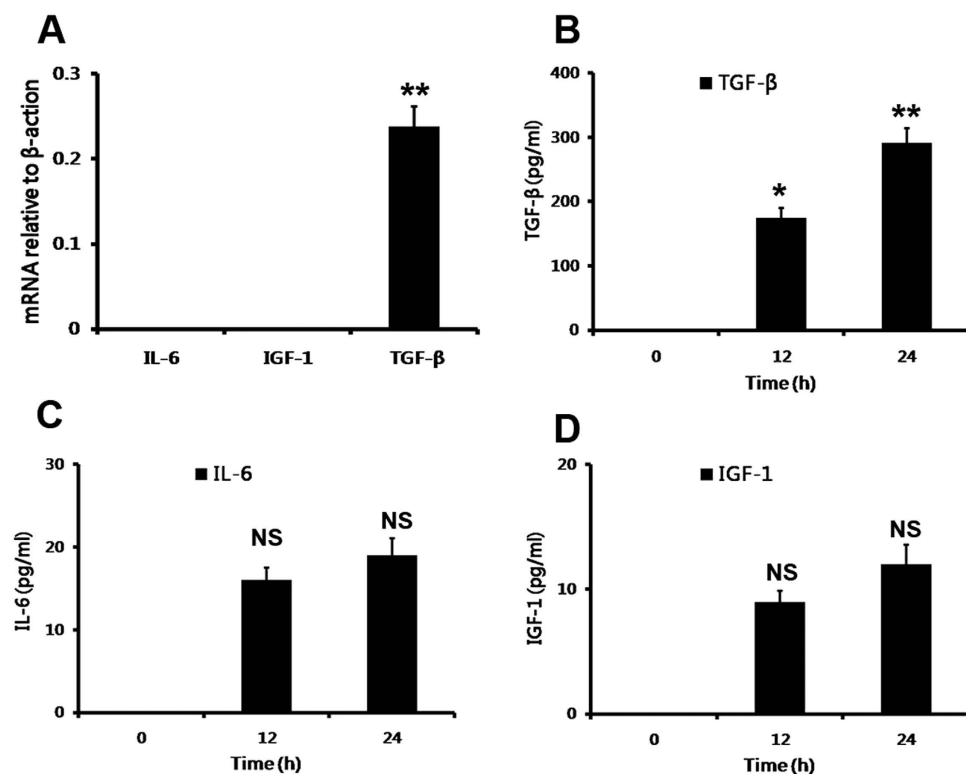 A
mRNA relative to β-action
0.3
0.2
0.1
0
**
IL-6 IGF-1 TGF-β
B
TGF-β (pg/ml)
400
300
200
100
0
■ TGF-β
*
**
0 12 24
Time (h)
C
IL-6 (pg/ml)
30
20
10
0
■ IL-6
NS
NS
0 12 24
Time (h)
D
IGF-1 (pg/ml)
20
10
0
■ IGF-1
NS
NS
0 12 24
Time (h)